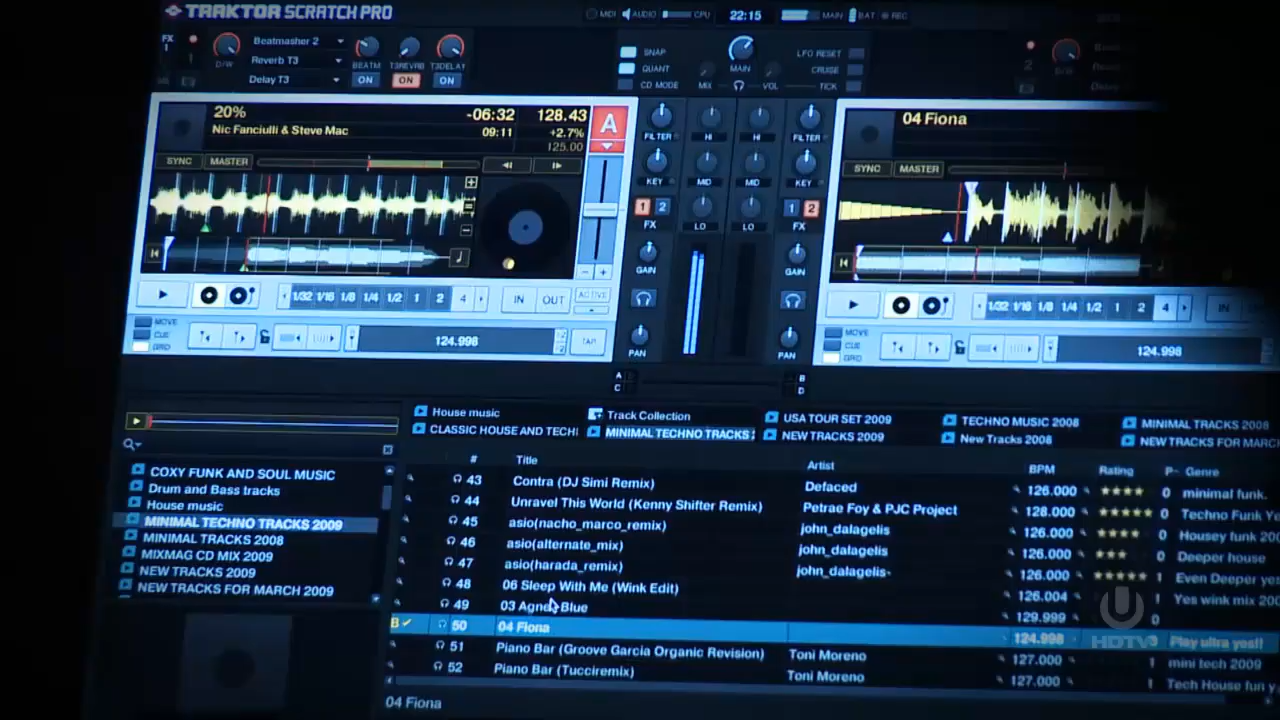 TRAKTOR SCRATCH PRO
MIDI AUDIO CPU 22:15 MAIN BAT REC
FX 1 D/W Beatmasher 2 Reverb T3 Delay T3
BEATM T3REVRB T3DELAY
ON ON ON
SNAP QUANT CD MODE
MAIN MIX VOL
LFO RESET CRUISE TICK
2 D/W
20% -06:32 128.43 A
Nic Fanciulli & Steve Mac 09:11 +2.7%
125.00
SYNC MASTER
FILTER HI HI FILTER
KEY MID MID KEY
1 2 FX LO LO 1 2 FX
GAIN GAIN
PAN PAN
04 Fiona
SYNC MASTER
1/32 1/16 1/8 1/4 1/2 1 2 4 IN OUT ACTIVE
MOVE CUE GRID 124.998 TAP
1/32 1/16 1/8 1/4 1/2 1 2 4 IN
MOVE CUE GRID 124.998
A C B D
House music Track Collection USA TOUR SET 2009 TECHNO MUSIC 2008 MINIMAL TRACKS 2008
CLASSIC HOUSE AND TECHI MINIMAL TECHNO TRACKS NEW TRACKS 2009 New Tracks 2008 NEW TRACKS FOR MARCH
COXY FUNK AND SOUL MUSIC
Drum and Bass tracks
House music
MINIMAL TECHNO TRACKS 2009
MINIMAL TRACKS 2008
MIXMAG CD MIX 2009
NEW TRACKS 2009
NEW TRACKS FOR MARCH 2009
# Title Artist BPM Rating P- Genre
43 Contra (DJ Simi Remix) Defaced 126.000 0 minimal funk.
44 Unravel This World (Kenny Shifter Remix) Petrae Foy & PJC Project 128.000 0 Techno Funk Yo
45 asio(nacho_marco_remix) john_dalagelis 126.000 0 Housey funk 200
46 asio(alternate_mix) john_dalagelis 126.000 0 Deeper house
47 asio(harada_remix) john_dalagelis- 126.000 1 Even Deeper yes
48 06 Sleep With Me (Wink Edit) 126.004 1 Yes wink mix 200
49 03 Agnes Blue 129.999 0
B 50 04 Fiona 124.998 3 Play ultra yes!!
51 Piano Bar (Groove Garcia Organic Revision) Toni Moreno 127.000 1 mini tech 2009
52 Piano Bar (Tucciremix) Toni Moreno 127.000 1 Tech House fun y
04 Fiona
U
HDTV